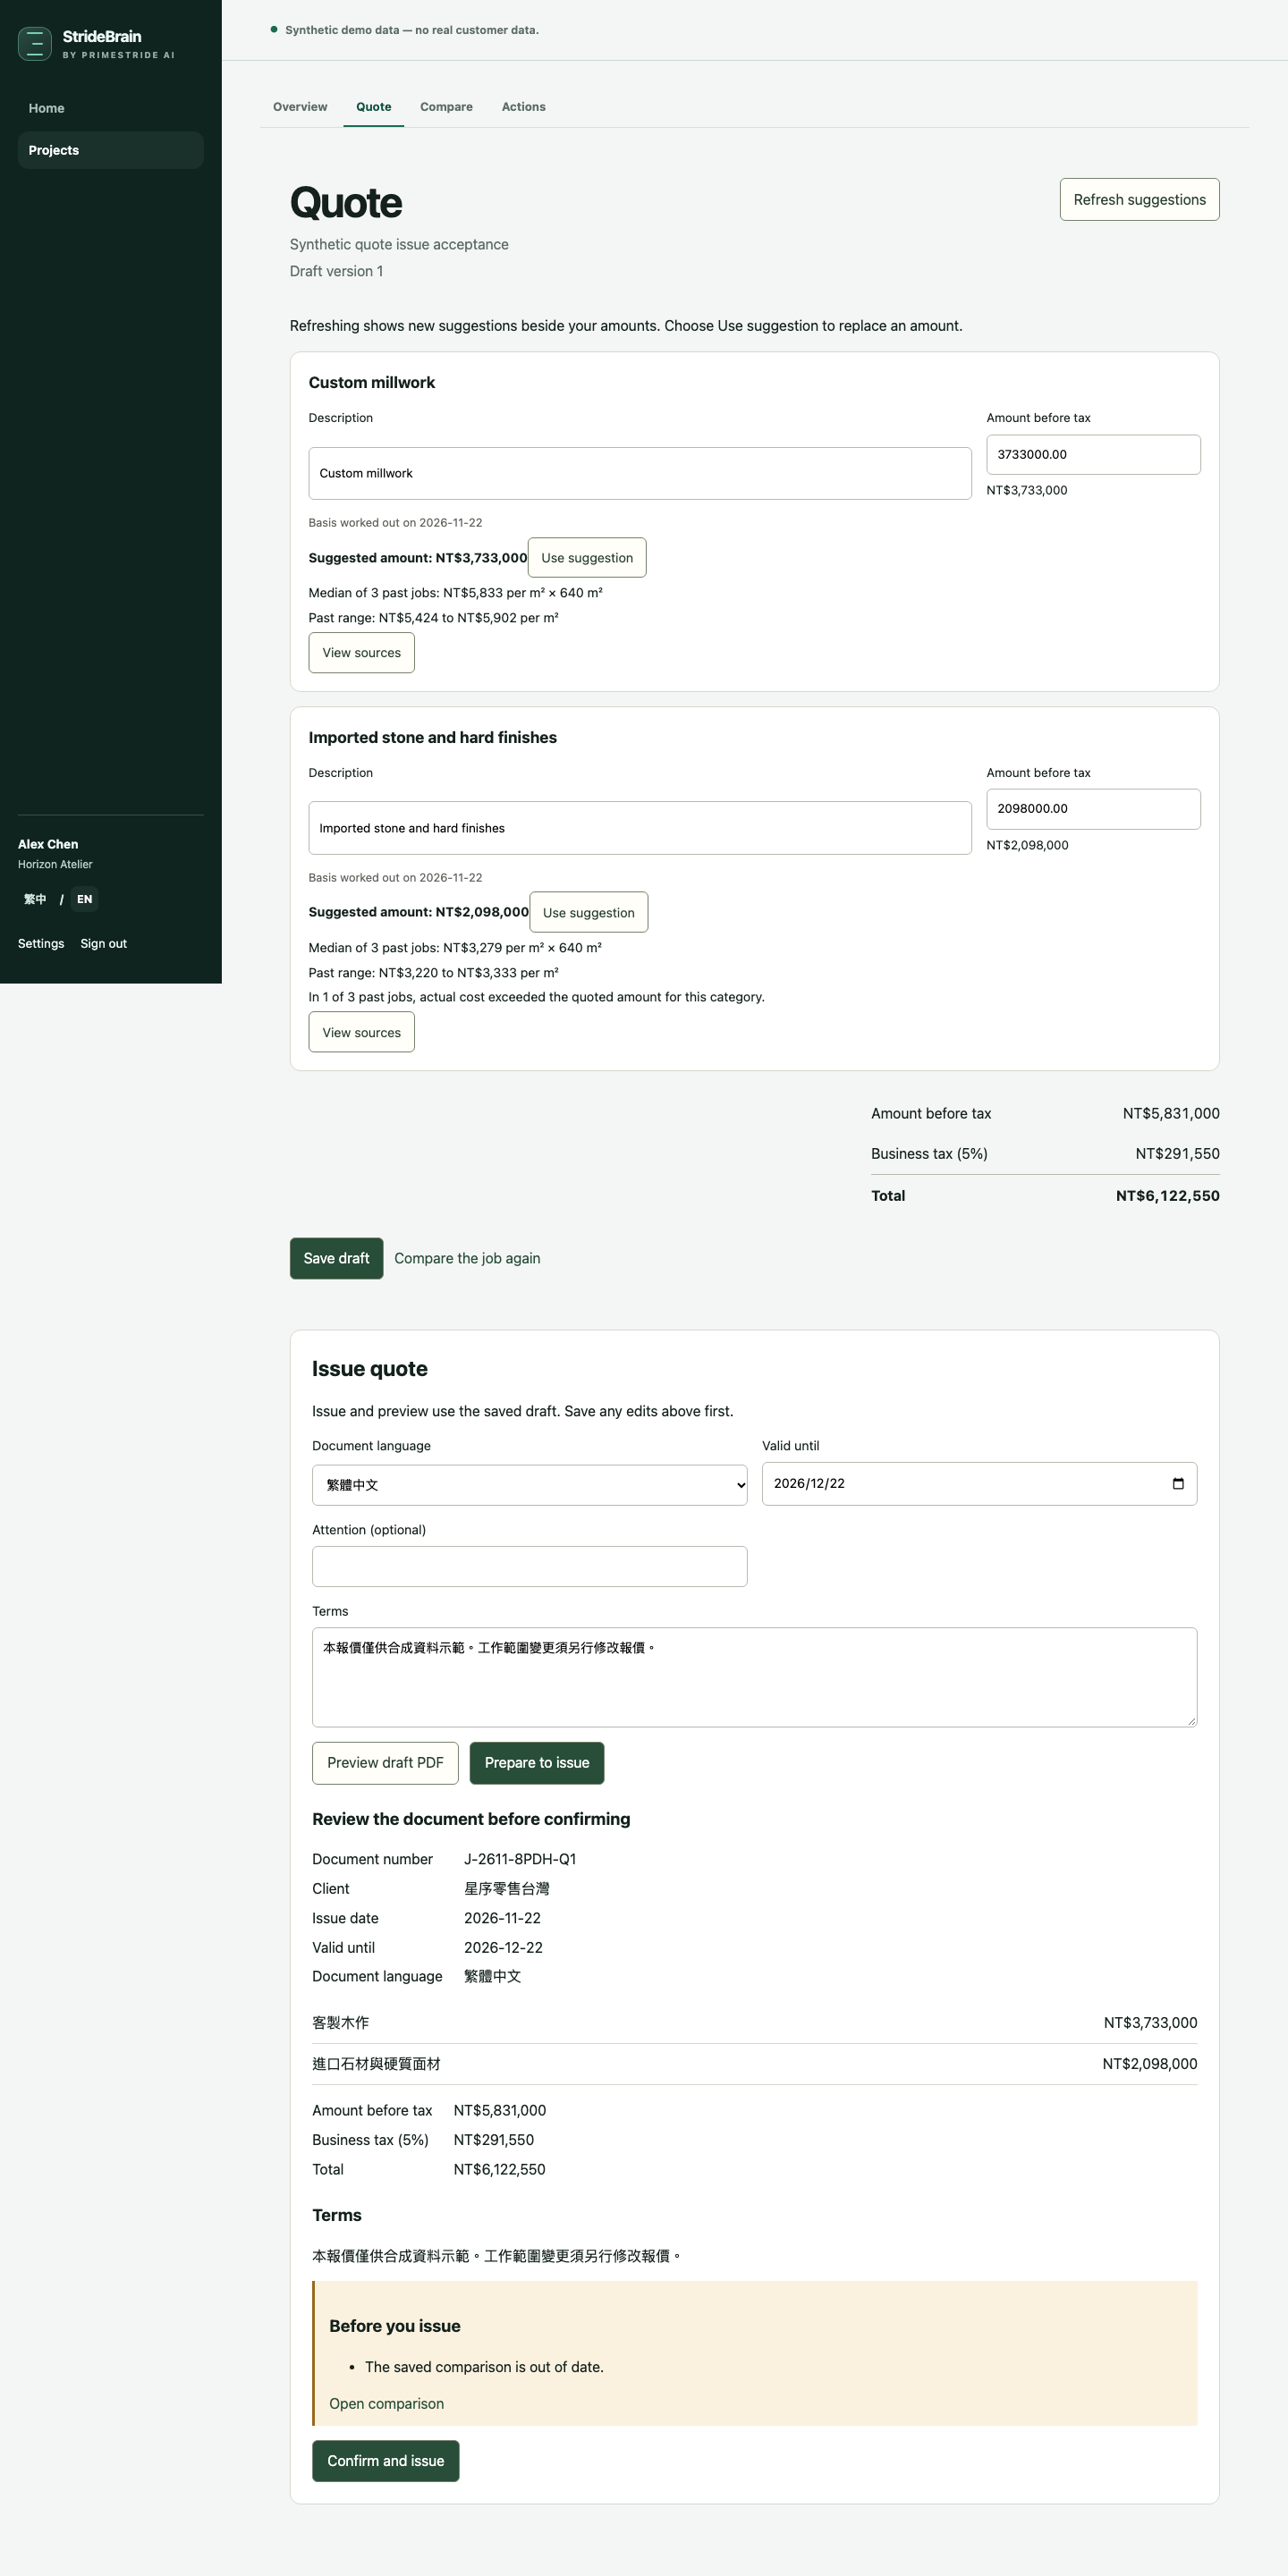 StrideBrain
BY PRIMESTRIDE AI
Home
Projects
Alex Chen
Horizon Atelier
繁中 / EN
Settings Sign out
Synthetic demo data — no real customer data.
Overview Quote Compare Actions
Quote
Refresh suggestions
Synthetic quote issue acceptance
Draft version 1
Refreshing shows new suggestions beside your amounts. Choose Use suggestion to replace an amount.
Custom millwork
Description
Custom millwork
Amount before tax
3733000.00
NT$3,733,000
Basis worked out on 2026-11-22
Suggested amount: NT$3,733,000 Use suggestion
Median of 3 past jobs: NT$5,833 per m² × 640 m²
Past range: NT$5,424 to NT$5,902 per m²
View sources
Imported stone and hard finishes
Description
Imported stone and hard finishes
Amount before tax
2098000.00
NT$2,098,000
Basis worked out on 2026-11-22
Suggested amount: NT$2,098,000 Use suggestion
Median of 3 past jobs: NT$3,279 per m² × 640 m²
Past range: NT$3,220 to NT$3,333 per m²
In 1 of 3 past jobs, actual cost exceeded the quoted amount for this category.
View sources
Amount before tax NT$5,831,000
Business tax (5%) NT$291,550
Total NT$6,122,550
Save draft Compare the job again
Issue quote
Issue and preview use the saved draft. Save any edits above first.
Document language
繁體中文
Valid until
2026/12/22
Attention (optional)
Terms
本報價僅供合成資料示範。工作範圍變更須另行修改報價。
Preview draft PDF Prepare to issue
Review the document before confirming
Document number J-2611-8PDH-Q1
Client 星序零售台灣
Issue date 2026-11-22
Valid until 2026-12-22
Document language 繁體中文
客製木作 NT$3,733,000
進口石材與硬質面材 NT$2,098,000
Amount before tax NT$5,831,000
Business tax (5%) NT$291,550
Total NT$6,122,550
Terms
本報價僅供合成資料示範。工作範圍變更須另行修改報價。
Before you issue
• The saved comparison is out of date.
Open comparison
Confirm and issue